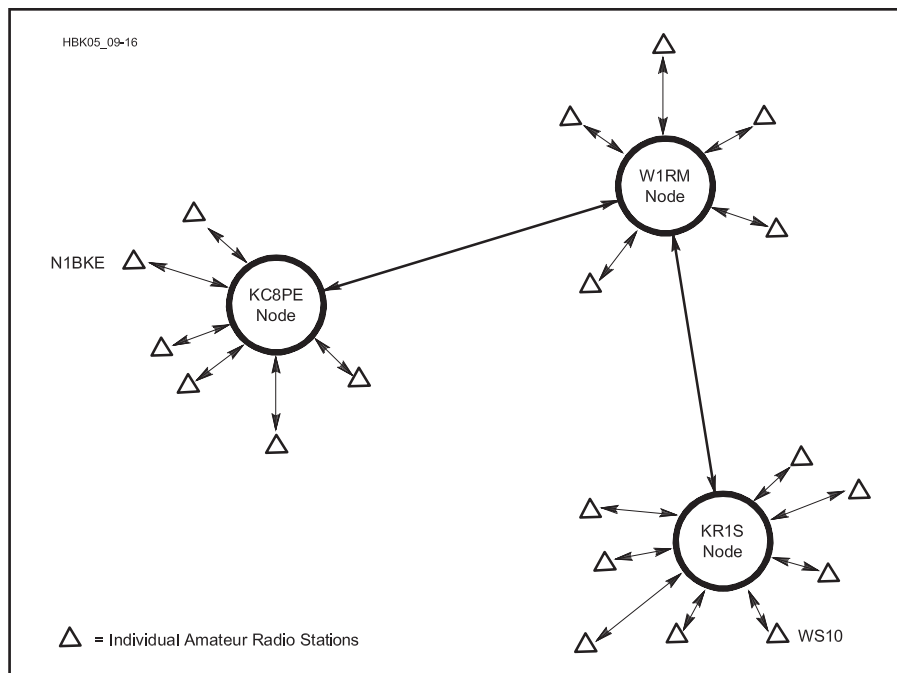 HBK05_09-16
W1RM
Node
N1BKE
KC8PE
Node
KR1S
Node
WS10
= Individual Amateur Radio Stations